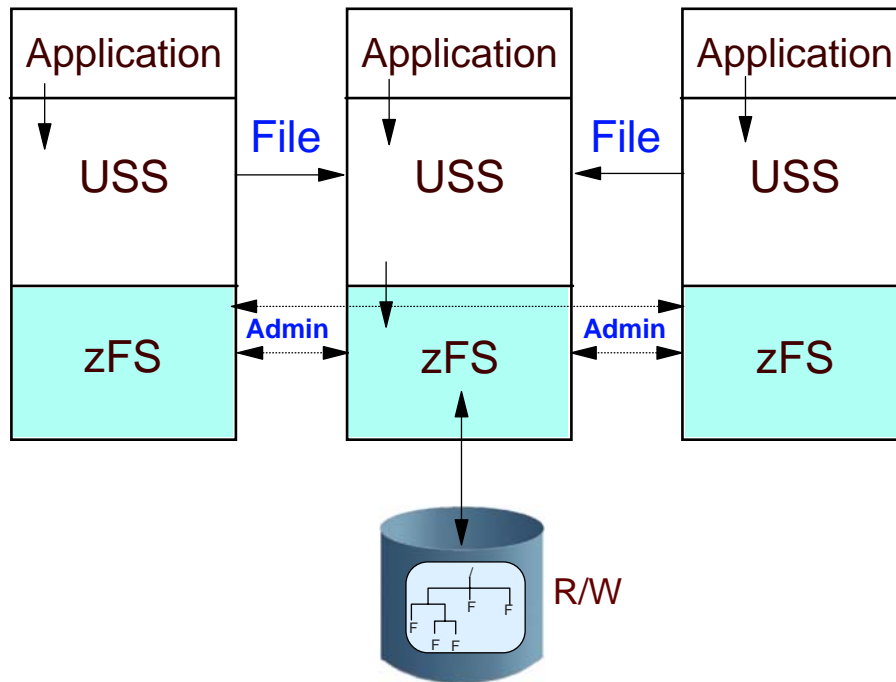 Application Application Application
File File
USS USS USS
Admin Admin
zFS zFS zFS
/
R/W
F F
F
F F